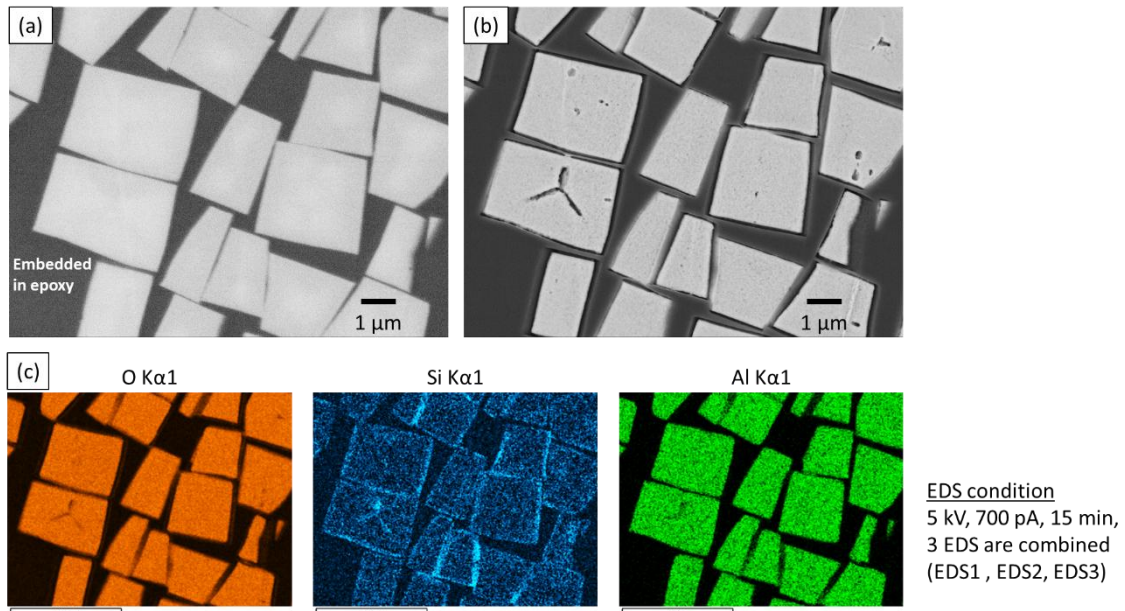 (a)
Embedded
in epoxy
1 µm
(b)
1 µm
(c)
O Kα1
Si Kα1
Al Kα1
EDS condition
5 kV, 700 pA, 15 min,
3 EDS are combined
(EDS1 , EDS2, EDS3)